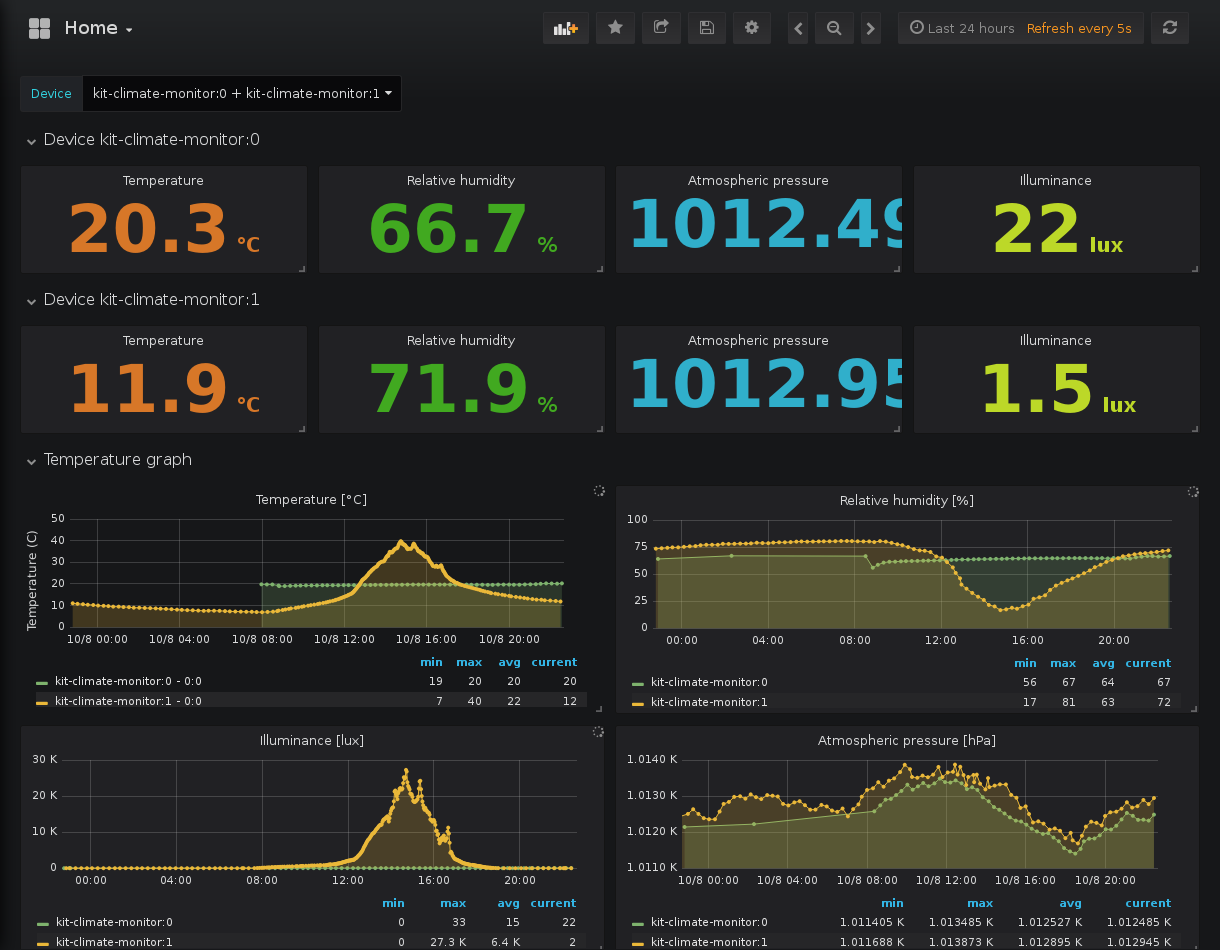 Home
Last 24 hours Refresh every 5s
Device kit-climate-monitor:0 + kit-climate-monitor:1
Device kit-climate-monitor:0
Temperature Relative humidity Atmospheric pressure Illuminance
20.3 °C 66.7 % 1012.49 22 lux
Device kit-climate-monitor:1
Temperature Relative humidity Atmospheric pressure Illuminance
11.9 °C 71.9 % 1012.95 1.5 lux
Temperature graph
Temperature [°C]
Temperature (C)
50
40
30
20
10
0
10/8 00:00 10/8 04:00 10/8 08:00 10/8 12:00 10/8 16:00 10/8 20:00
min max avg current
kit-climate-monitor:0 - 0:0 19 20 20 20
kit-climate-monitor:1 - 0:0 7 40 22 12
Relative humidity [%]
100
75
50
25
0
00:00 04:00 08:00 12:00 16:00 20:00
min max avg current
kit-climate-monitor:0 56 67 64 67
kit-climate-monitor:1 17 81 63 72
Illuminance [lux]
30 K
20 K
10 K
0
00:00 04:00 08:00 12:00 16:00 20:00
min max avg current
kit-climate-monitor:0 0 33 15 22
kit-climate-monitor:1 0 27.3 K 6.4 K 2
Atmospheric pressure [hPa]
1.0140 K
1.0130 K
1.0120 K
1.0110 K
10/8 00:00 10/8 04:00 10/8 08:00 10/8 12:00 10/8 16:00 10/8 20:00
min max avg current
kit-climate-monitor:0 1.011405 K 1.013485 K 1.012527 K 1.012485 K
kit-climate-monitor:1 1.011688 K 1.013873 K 1.012895 K 1.012945 K